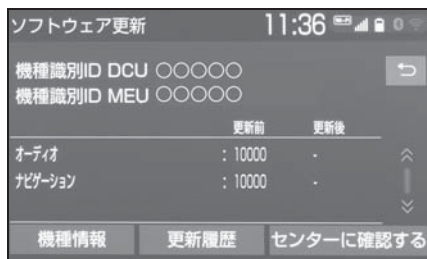 ソフトウェア更新 11:36
機種識別ID DCU ○○○○○
機種識別ID MEU ○○○○○
更新前 更新後
オーディオ : 10000 -
ナビゲーション : 10000 -
機種情報 更新履歴 センターに確認する